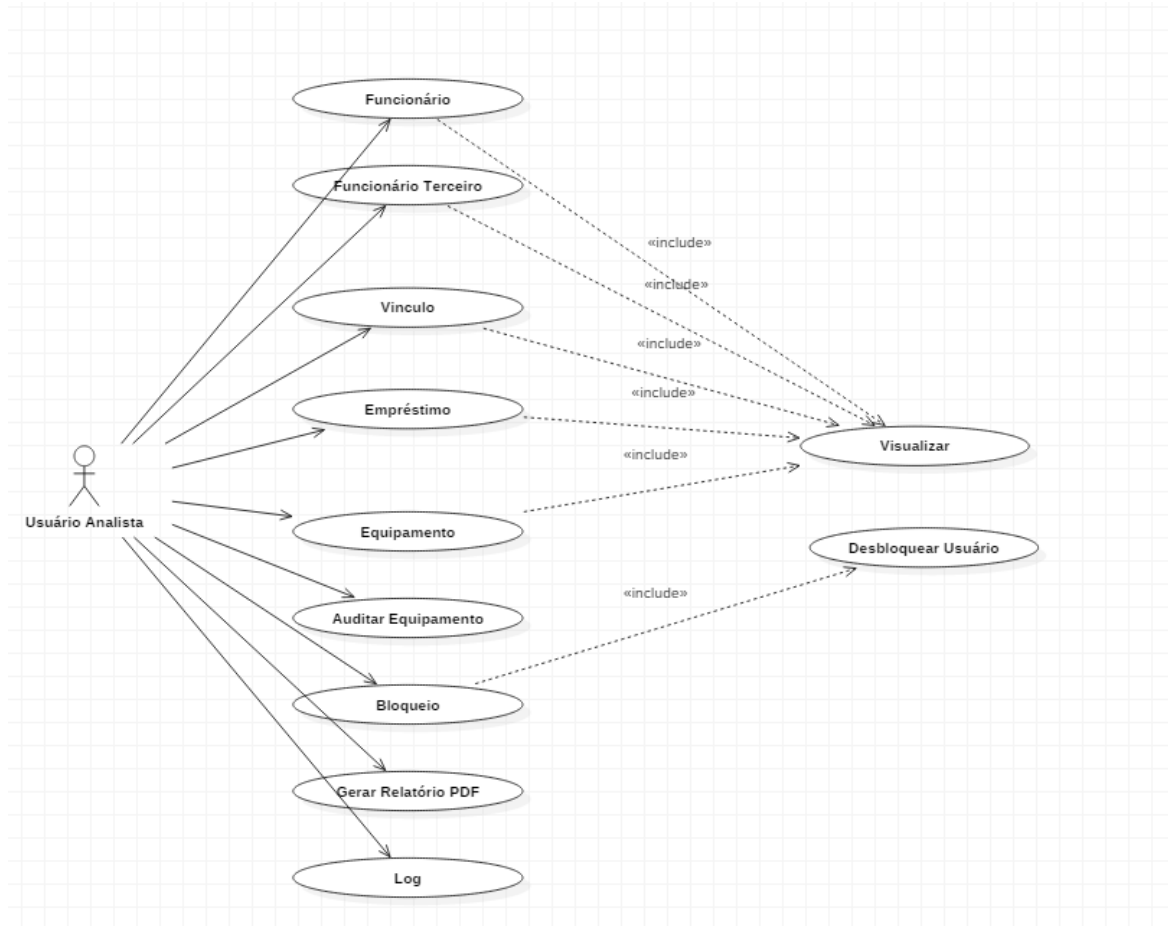 Funcionário
Funcionário Terceiro
«include»
«include»
Vinculo
«include»
«include»
Empréstimo
Visualizar
«include»
Usuário Analista
Equipamento
Desbloquear Usuário
«include»
Auditar Equipamento
Bloqueio
Gerar Relatório PDF
Log